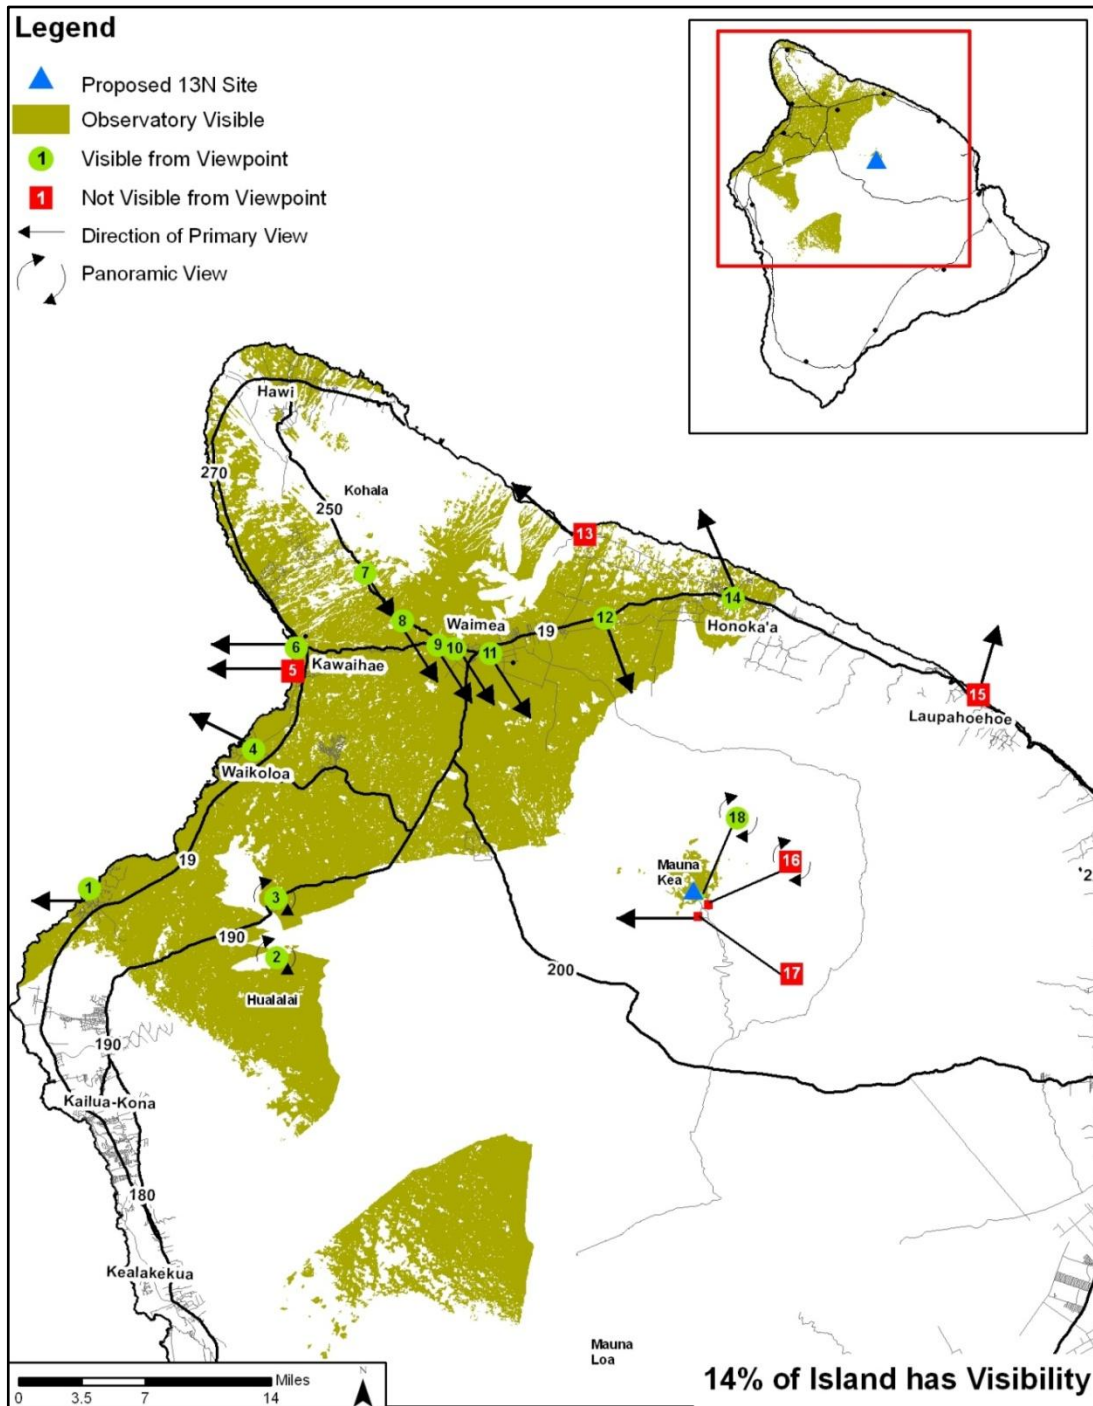 Legend
Proposed 13N Site
Observatory Visible
1 Visible from Viewpoint
1 Not Visible from Viewpoint
Direction of Primary View
Panoramic View
Hawi
270
Kohala
250
13
7
14
8
12
Waimea
19
Honoka'a
9 10 11
6
5
Kawaihae
15
Laupahoehoe
4
Waikoloa
18
19
Mauna
Kea
16
1
3
190
2
200
17
Hualalai
190
Kailua-Kona
180
Kealakekua
Mauna
Loa
Miles
0 3.5 7 14
N
14% of Island has Visibility